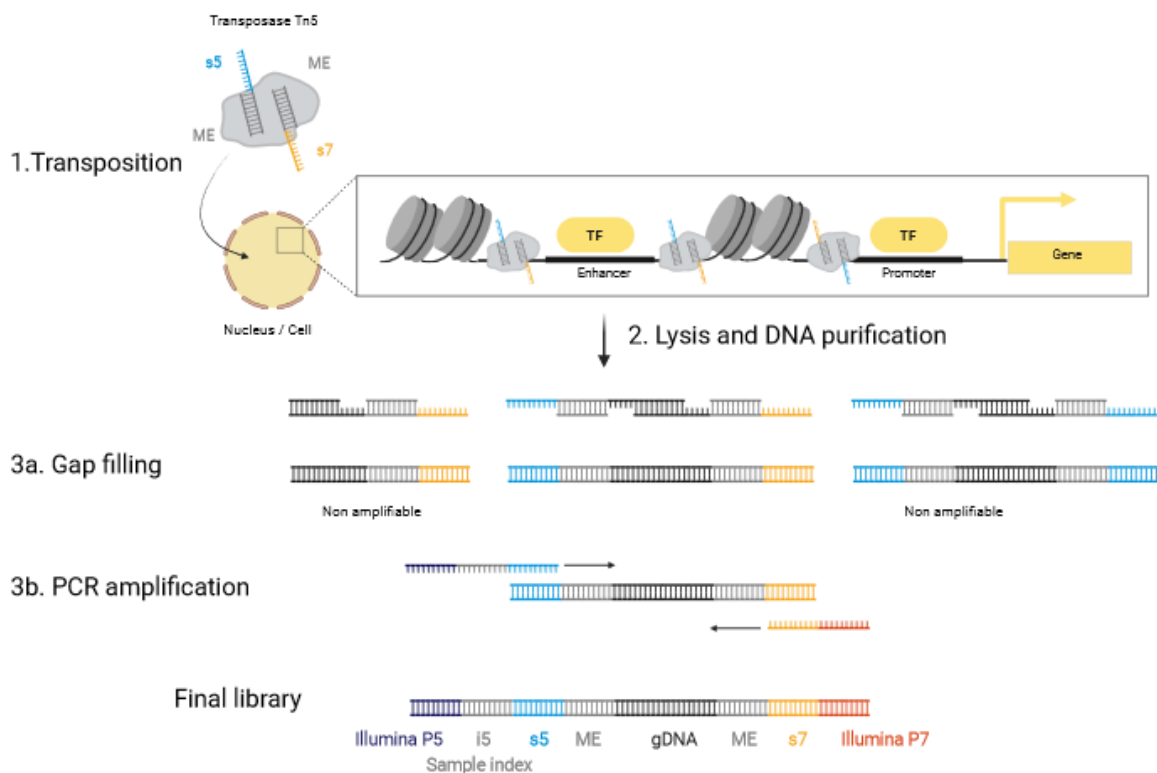 Transposase Tn5
s5
ME
ME
s7
1.Transposition
TF
TF
Enhancer
Promoter
Gene
Nucleus / Cell
2. Lysis and DNA purification
3a. Gap filling
Non amplifiable
Non amplifiable
3b. PCR amplification
Final library
Illumina P5 i5 s5 ME gDNA ME s7 Illumina P7
Sample index